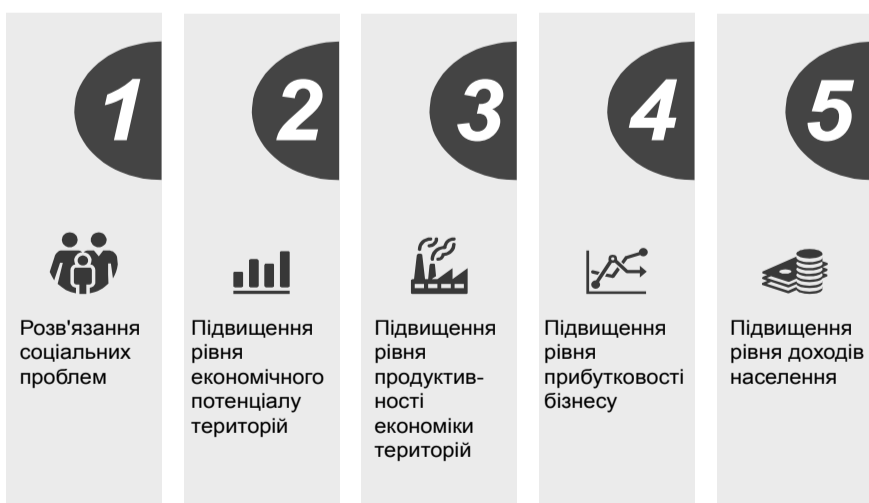 1
Розв'язання
соціальних
проблем
2
Підвищення
рівня
економічного
потенціалу
територій
3
Підвищення
рівня
продуктив-
ності
економіки
територій
4
Підвищення
рівня
прибутковості
бізнесу
5
Підвищення
рівня доходів
населення